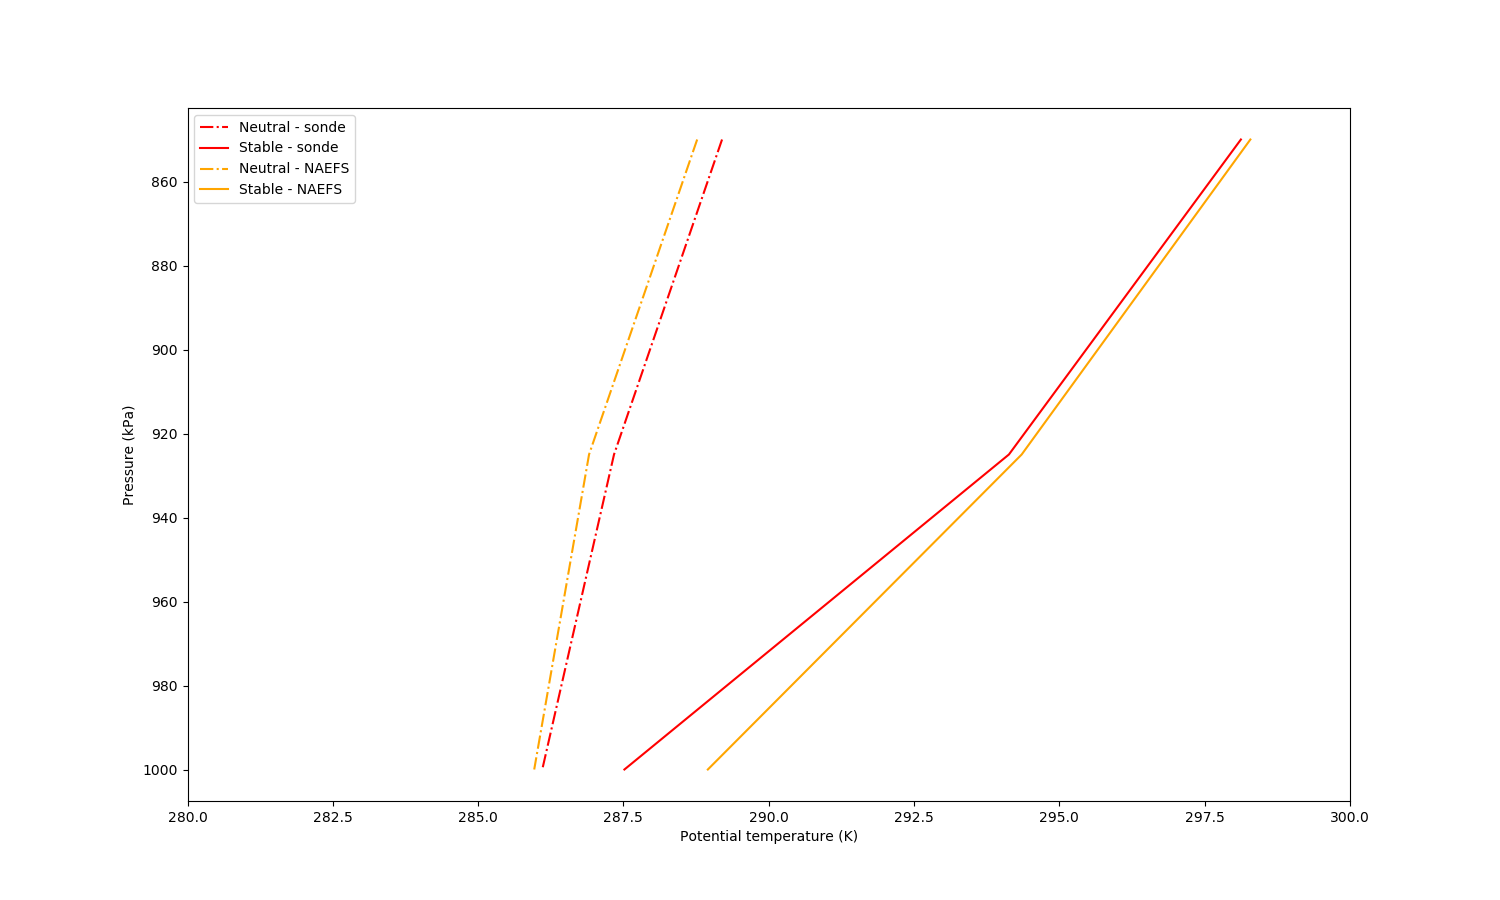 Neutral - sonde
Stable - sonde
Neutral - NAEFS
Stable - NAEFS
860
880
900
920
940
960
980
1000
Pressure (kPa)
280.0 282.5 285.0 287.5 290.0 292.5 295.0 297.5 300.0
Potential temperature (K)